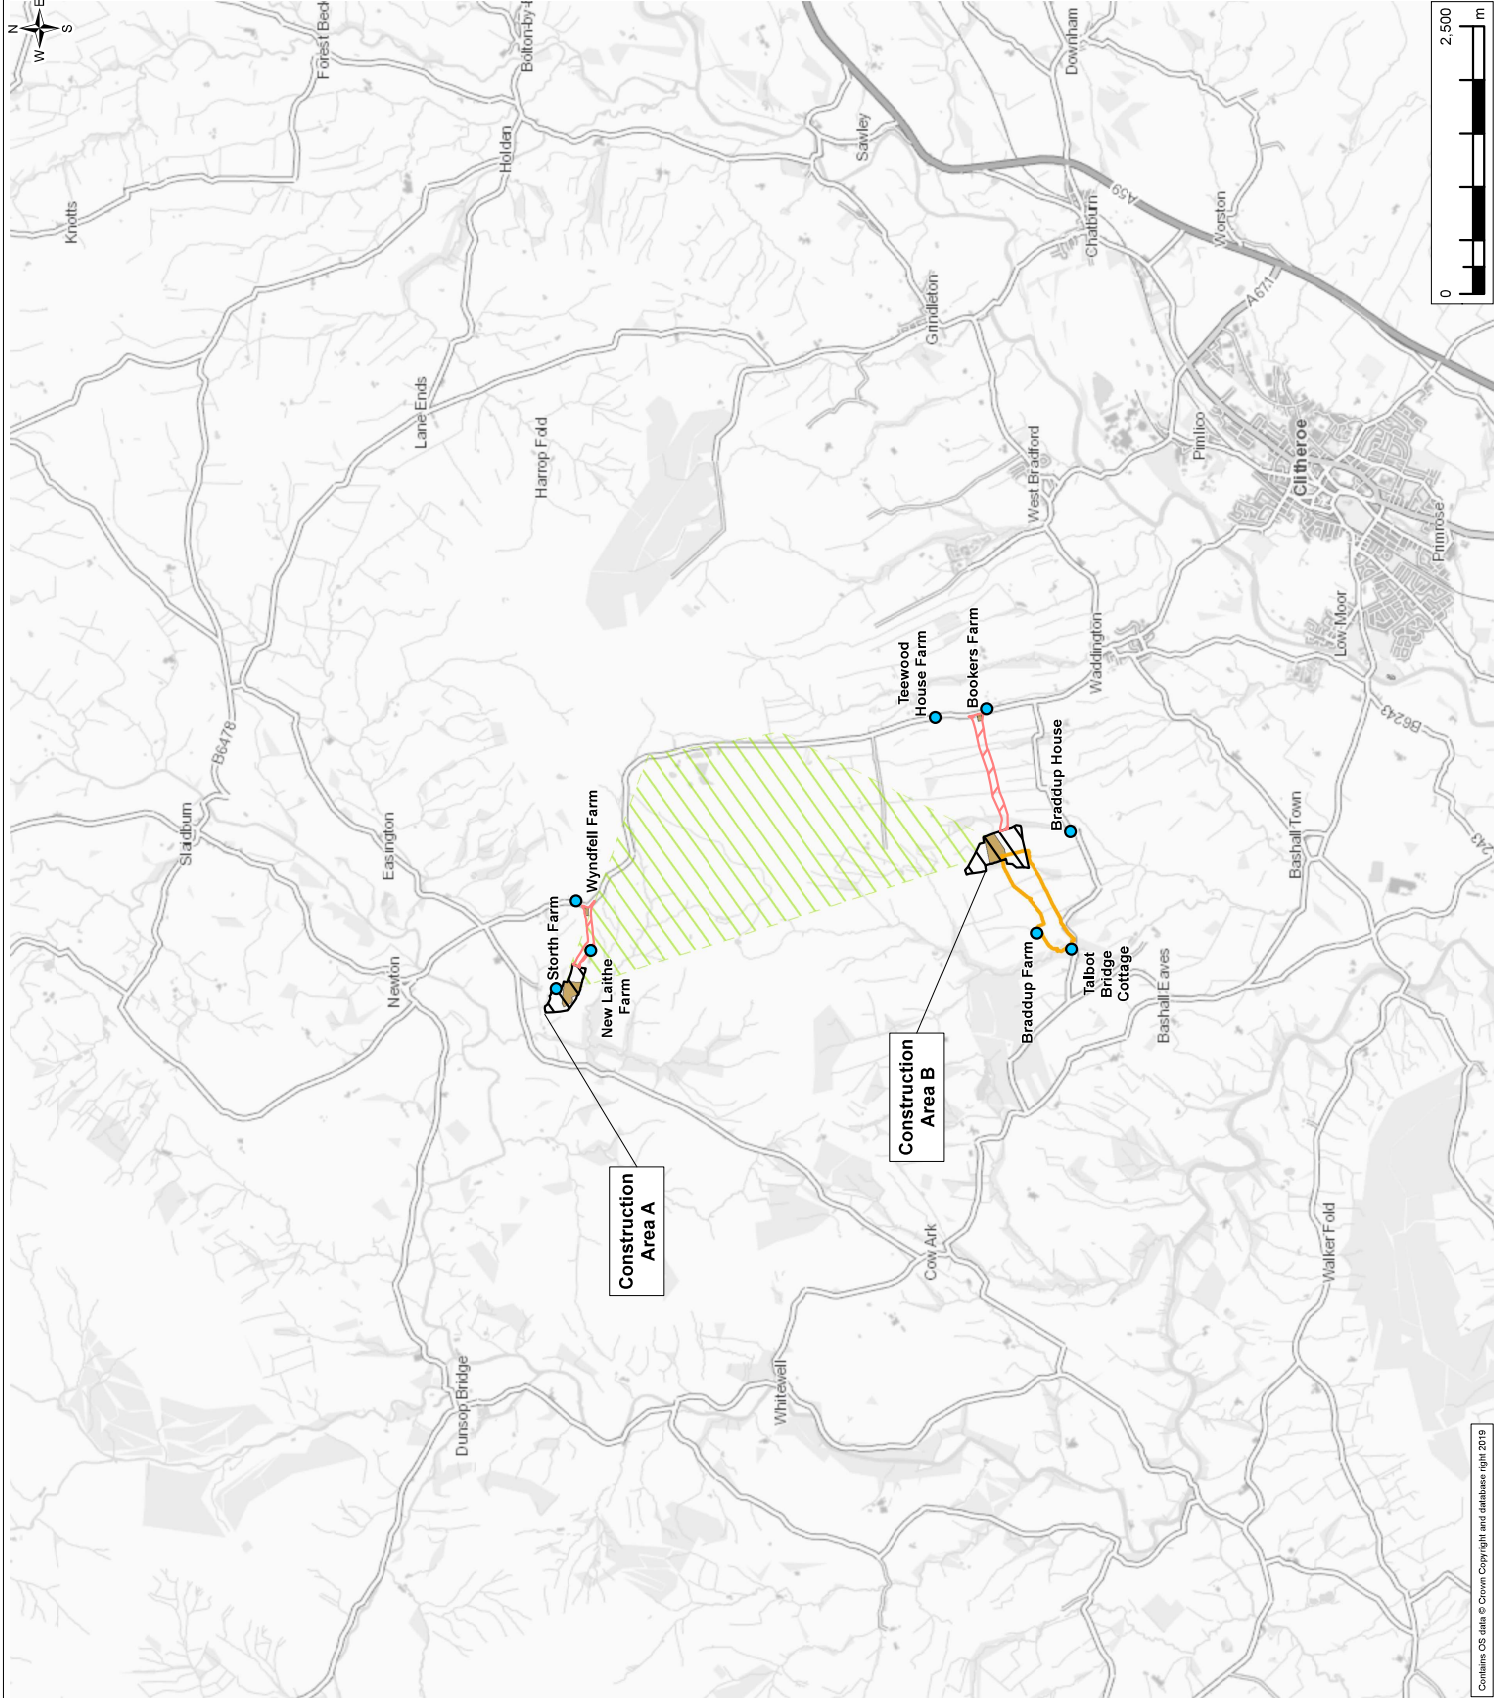 N
W
E
S
Knotts
Slaidburn
B6478
Forest Bec
Easington
Newton
Lane Ends
Dunsop Bridge
Holden
Bolton-by-
Harrop Fold
Storth Farm
Wyndfell Farm
New Laithe
Farm
Construction
Area A
Whitewell
Sawley
Teewood
House Farm
Construction
Area B
Cow Ark
Grindleton
Bookers Farm
Braddup Farm
West Bradford
Braddup House
Downham
Talbot
Bridge
Cottage
Chatburn
Waddington
A59
Bashall Eaves
Pimlico
Worston
A671
Bashall Town
Clitheroe
Walker Fold
Low Moor
B6243
Primrose
243
0
2,500
m
Contains OS data © Crown Copyright and database right 2019